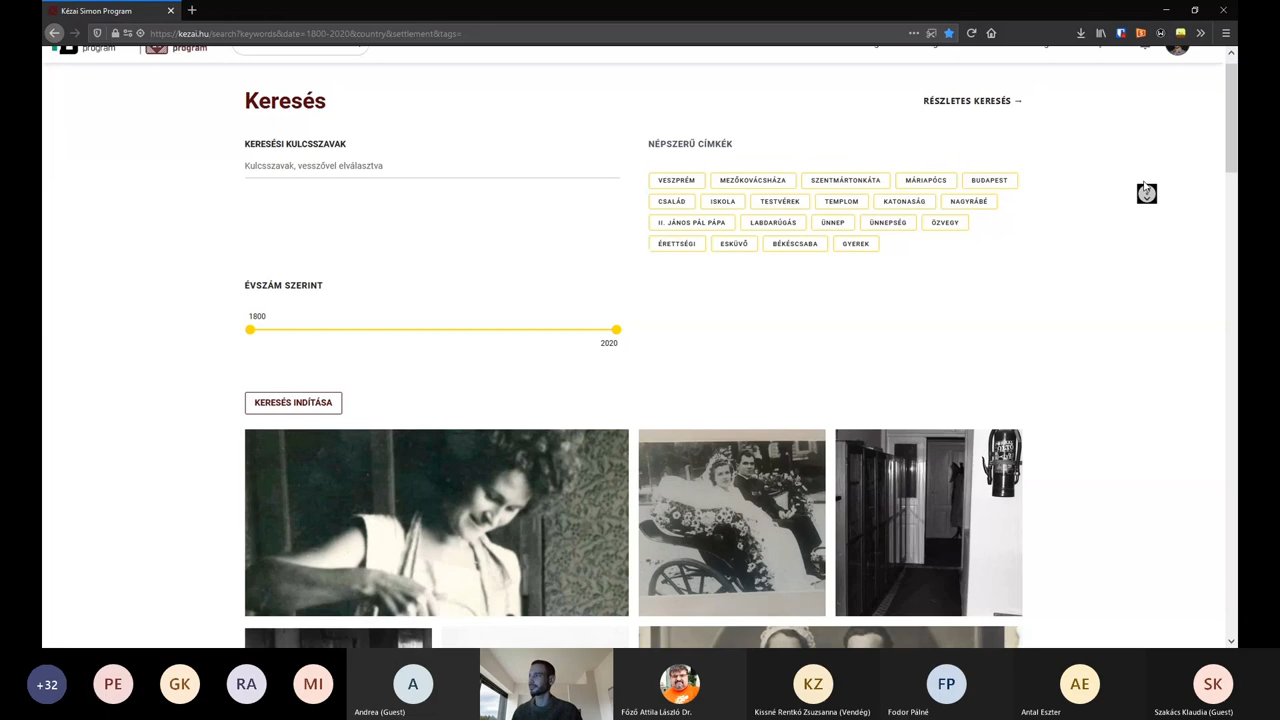 Kézai Simon Program
https://kezai.hu/search?keywords&date=1800-2020&country&settlement&tags=
program
program
Keresés
RÉSZLETES KERESÉS →
KERESÉSI KULCSSZAVAK
NÉPSZERŰ CÍMKÉK
Kulcsszavak, vesszővel elválasztva
VESZPRÉM
MEZŐKOVÁCSHÁZA
SZENTMÁRTONKÁTA
MÁRIAPÓCS
BUDAPEST
CSALÁD
ISKOLA
TESTVÉREK
TEMPLOM
KATONASÁG
NAGYRÁBÉ
II. JÁNOS PÁL PÁPA
LABDARÚGÁS
ÜNNEP
ÜNNEPSÉG
ÖZVEGY
ÉRETTSÉGI
ESKÜVŐ
BÉKÉSCSABA
GYEREK
ÉVSZÁM SZERINT
1800
2020
KERESÉS INDÍTÁSA
+32
PE
GK
RA
MI
A
KZ
FP
AE
SK
Andrea (Guest)
Főző Attila László Dr.
Kissné Rentkó Zsuzsanna (Vendég)
Fodor Pálné
Antal Eszter
Szakács Klaudia (Guest)